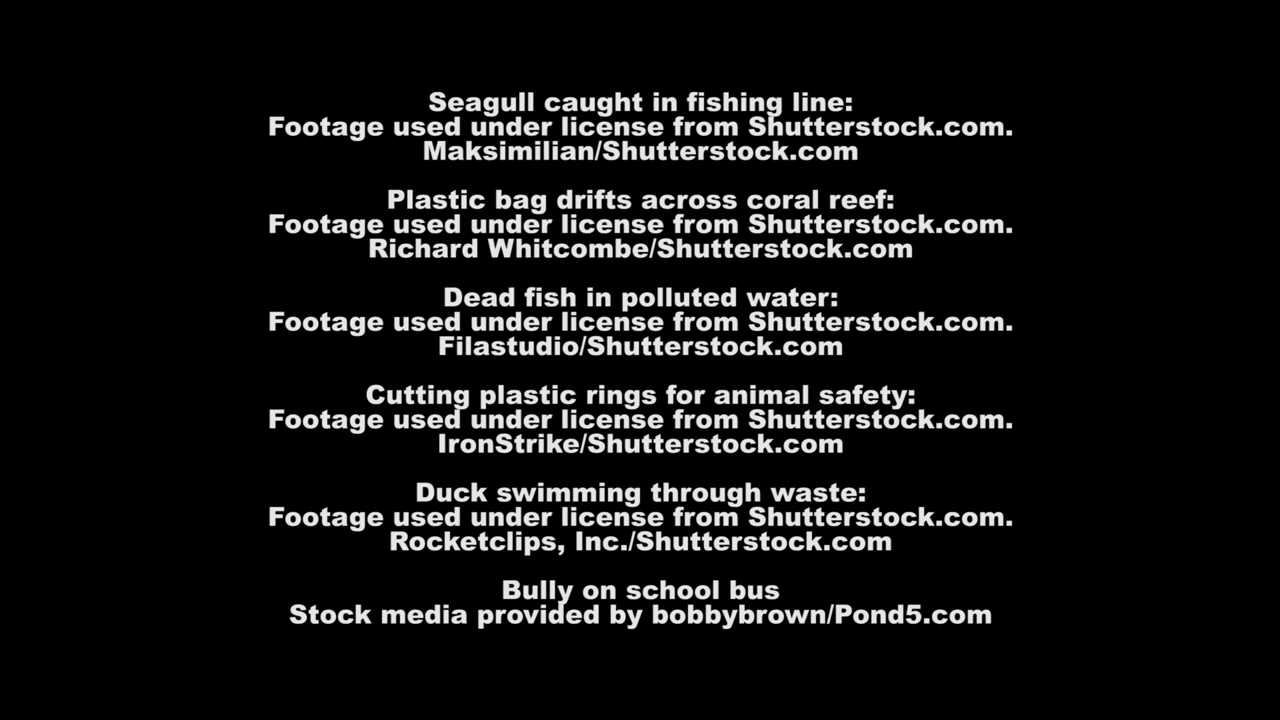 Seagull caught in fishing line:
Footage used under license from Shutterstock.com.
Maksimilian/Shutterstock.com
Plastic bag drifts across coral reef:
Footage used under license from Shutterstock.com.
Richard Whitcombe/Shutterstock.com
Dead fish in polluted water:
Footage used under license from Shutterstock.com.
Filastudio/Shutterstock.com
Cutting plastic rings for animal safety:
Footage used under license from Shutterstock.com.
IronStrike/Shutterstock.com
Duck swimming through waste:
Footage used under license from Shutterstock.com.
Rocketclips, Inc./Shutterstock.com
Bully on school bus
Stock media provided by bobbybrown/Pond5.com